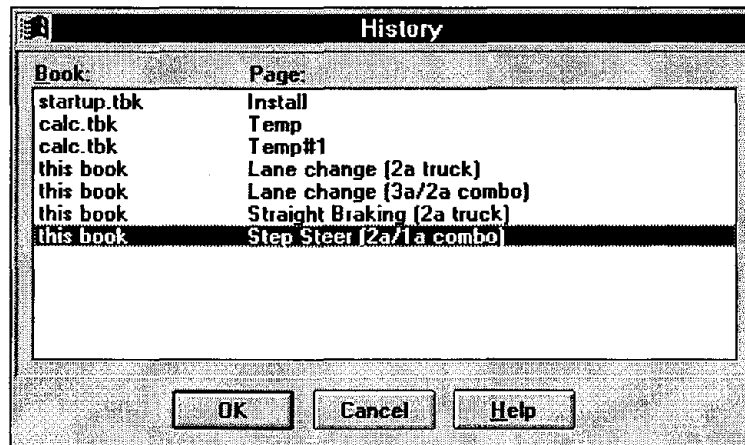 History
Book: Page:
startup.tbk Install
calc.tbk Temp
calc.tbk Temp#1
this book Lane change (2a truck)
this book Lane change (3a/2a combo)
this book Straight Braking (2a truck)
this book Step Steer (2a/1a combo)
OK Cancel Help